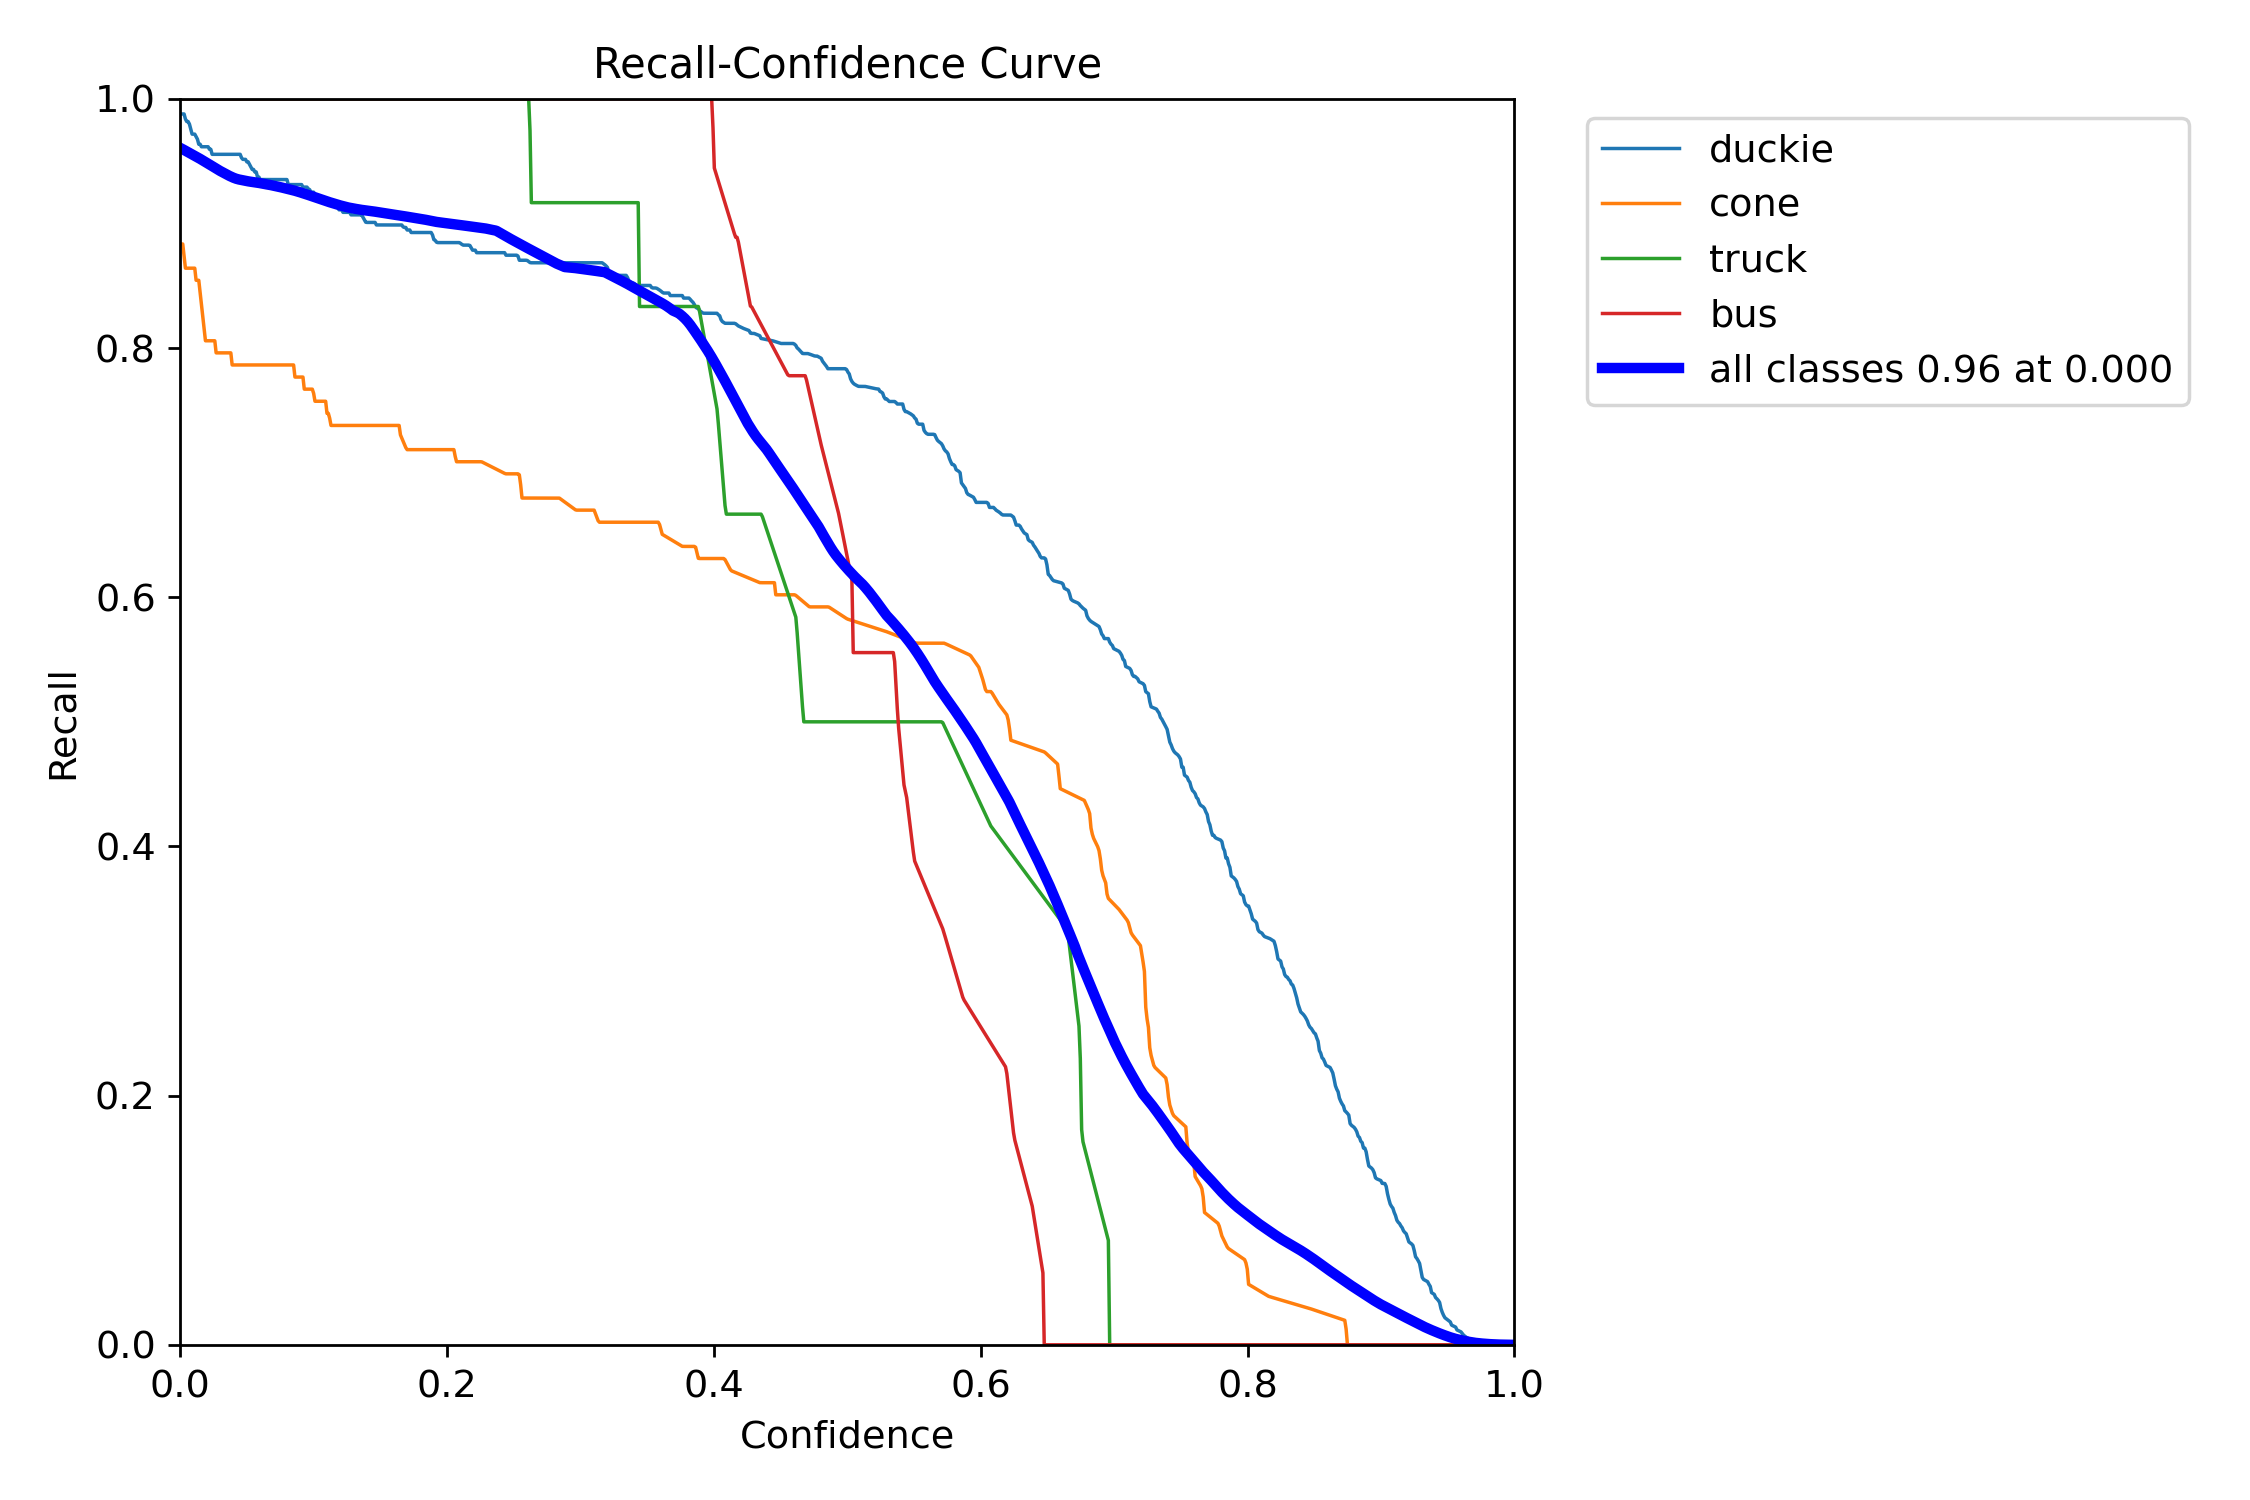 Recall-Confidence Curve
1.0
0.8
0.6
0.4
0.2
0.0
Recall
0.0 0.2 0.4 0.6 0.8 1.0
Confidence
duckie
cone
truck
bus
all classes 0.96 at 0.000